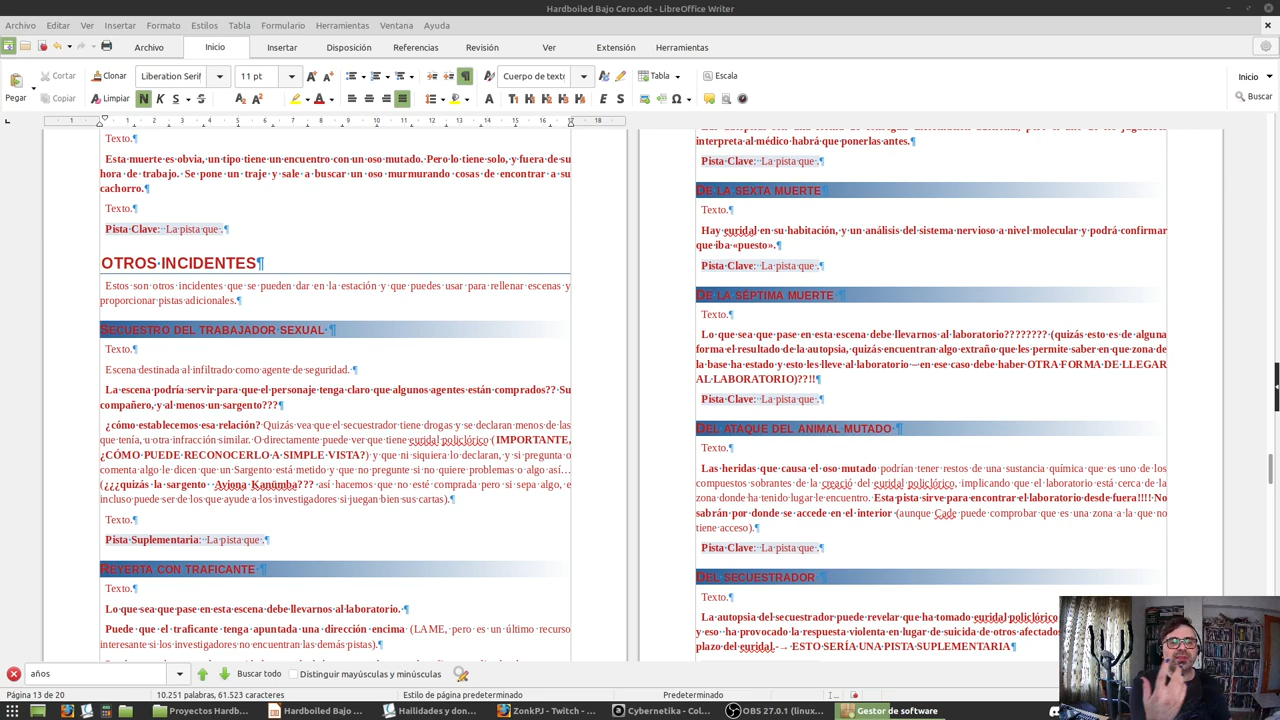 Hardboiled Bajo Cero.odt - LibreOffice Writer
Archivo Editar Ver Insertar Formato Estilos Tabla Formulario Herramientas Ventana Ayuda
Archivo Inicio Insertar Disposición Referencias Revisión Ver Extensión Herramientas
Pegar Cortar Clonar Liberation Serif 11 pt Cuerpo de texto Tabla Escala Inicio
Copiar Limpiar Buscar
1 1 2 3 4 5 6 7 8 9 10 11 12 13 14 15 16 17 18
Texto.¶
Esta muerte es obvia, un tipo tiene un encuentro con un oso mutado. Pero lo tiene solo, y fuera de su
hora de trabajo. Se pone un traje y sale a buscar un oso murmurando cosas de encontrar a su
cachorro.¶
Texto.¶
Pista Clave: La pista que .¶
OTROS INCIDENTES¶
Estos son otros incidentes que se pueden dar en la estación y que puedes usar para rellenar escenas y
proporcionar pistas adicionales.¶
SECUESTRO DEL TRABAJADOR SEXUAL ¶
Texto.¶
Escena destinada al infiltrado como agente de seguridad. ¶
La escena podría servir para que el personaje tenga claro que algunos agentes están comprados?? Su
compañero, y al menos un sargento???¶
¿cómo establecemos esa relación? Quizás vea que el secuestrador tiene drogas y se declaran menos de las
que tenía, u otra infracción similar. O directamente puede ver que tiene euridal policlórico (IMPORTANTE,
¿CÓMO PUEDE RECONOCERLO A SIMPLE VISTA?) y que ni siquiera lo declaran, y si pregunta o
comenta algo le dicen que un Sargento está metido y que no pregunte si no quiere problemas o algo así…
(¿¿¿quizás la sargento Ayiona Kanümba??? así hacemos que no esté comprada pero si sepa algo, e
incluso puede ser de los que ayude a los investigadores si juegan bien sus cartas).¶
Texto.¶
Pista Suplementaria: La pista que .¶
REYERTA CON TRAFICANTE ¶
Texto.¶
Lo que sea que pase en esta escena debe llevarnos al laboratorio. ¶
Puede que el traficante tenga apuntada una dirección encima (LAME, pero es un último recurso
interesante si los investigadores no encuentran las demás pistas).¶
interpreta al médico habrá que ponerlas antes.¶
Pista Clave: La pista que .¶
DE LA SEXTA MUERTE¶
Texto.¶
Hay euridal en su habitación, y un análisis del sistema nervioso a nivel molecular y podrá confirmar
que iba «puesto».¶
Pista Clave: La pista que .¶
DE LA SÉPTIMA MUERTE ¶
Texto.¶
Lo que sea que pase en esta escena debe llevarnos al laboratorio???????? (quizás esto es de alguna
forma el resultado de la autopsia, quizás encuentran algo extraño que les permite saber en que zona de
la base ha estado y esto les lleve al laboratorio – en ese caso debe haber OTRA FORMA DE LLEGAR
AL LABORATORIO)??!!¶
Pista Clave: La pista que .¶
DEL ATAQUE DEL ANIMAL MUTADO ¶
Texto.¶
Las heridas que causa el oso mutado podrían tener restos de una sustancia química que es uno de los
compuestos sobrantes de la creació del euridal policlórico, implicando que el laboratorio está cerca de la
zona donde ha tenido lugar le encuentro. Esta pista sirve para encontrar el laboratorio desde fuera!!!! No
sabrán por donde se accede en el interior (aunque Cade puede comprobar que es una zona a la que no
tiene acceso).¶
Pista Clave: La pista que .¶
DEL SECUESTRADOR ¶
Texto.¶
La autopsia del secuestrador puede revelar que ha tomado euridal policlórico
y eso ha provocado la respuesta violenta en lugar de suicida de otros afectados
plazo del euridal.- → ESTO SERÍA UNA PISTA SUPLEMENTARIA¶
años Buscar todo Distinguir mayúsculas y minúsculas
Página 13 de 20 10.251 palabras, 61.523 caracteres Estilo de página predeterminado Predeterminado
Proyectos Hardb... Hardboiled Bajo ... Hailidades y don... ZonkPJ - Twitch - ... Cybernetika - Col... OBS 27.0.1 (linux... Gestor de software